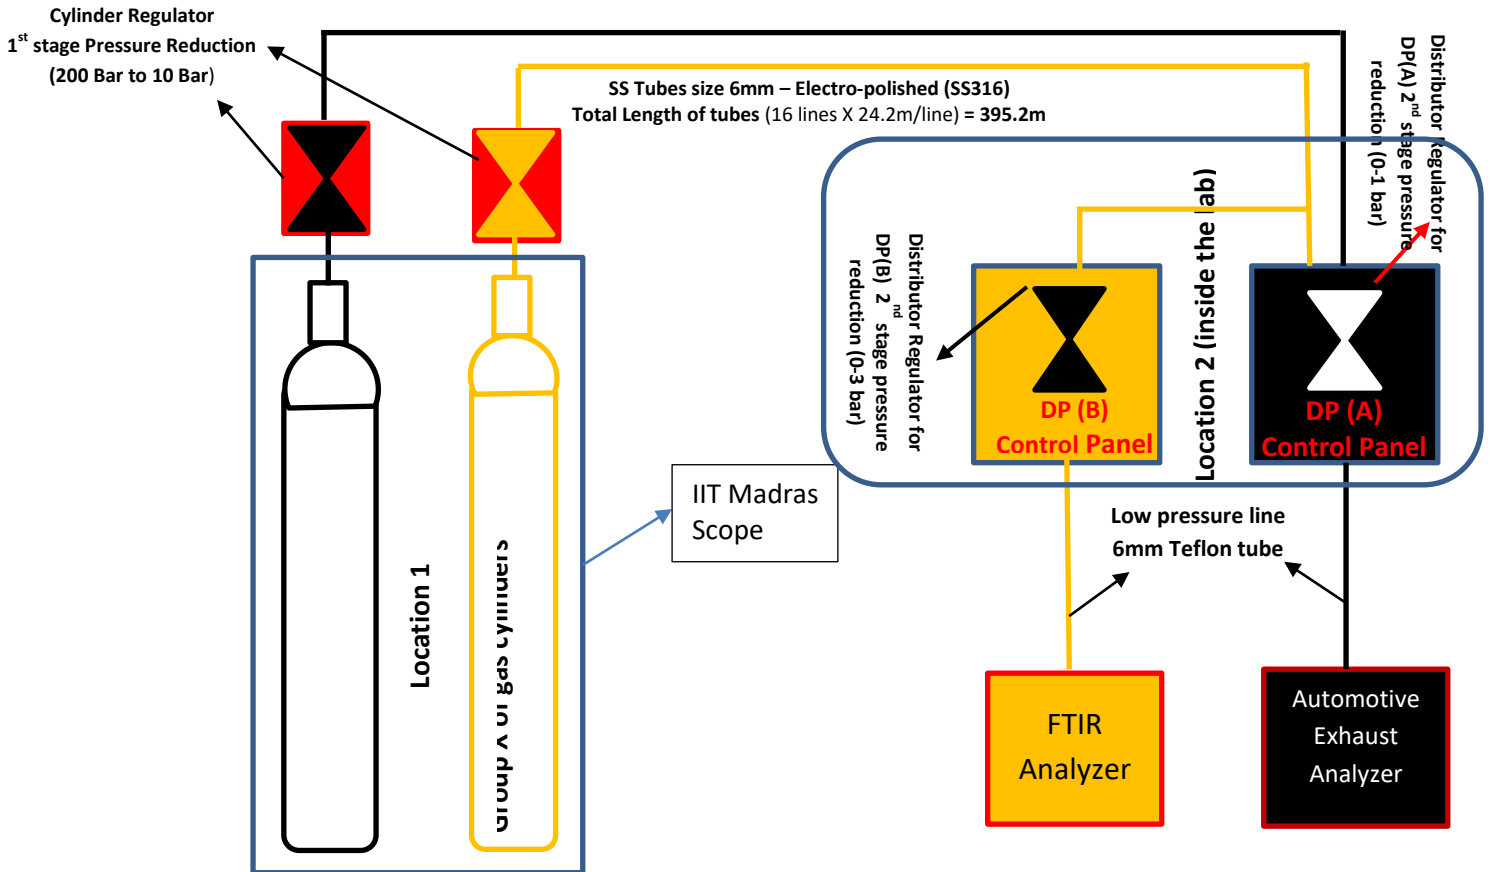 Cylinder Regulator
1st stage Pressure Reduction
(200 Bar to 10 Bar)
SS Tubes size 6mm – Electro-polished (SS316)
Total Length of tubes (16 lines X 24.2m/line) = 395.2m
Distributor Regulator for
DP(A) 2nd stage pressure
reduction (0-1 bar)
Location 2 (inside the lab)
Distributor Regulator for
DP(B) 2nd stage pressure
reduction (0-3 bar)
DP (B)
Control Panel
DP (A)
Control Panel
IIT Madras
Scope
Location 1
Group X of gas cylinders
Low pressure line
6mm Teflon tube
FTIR
Analyzer
Automotive
Exhaust
Analyzer